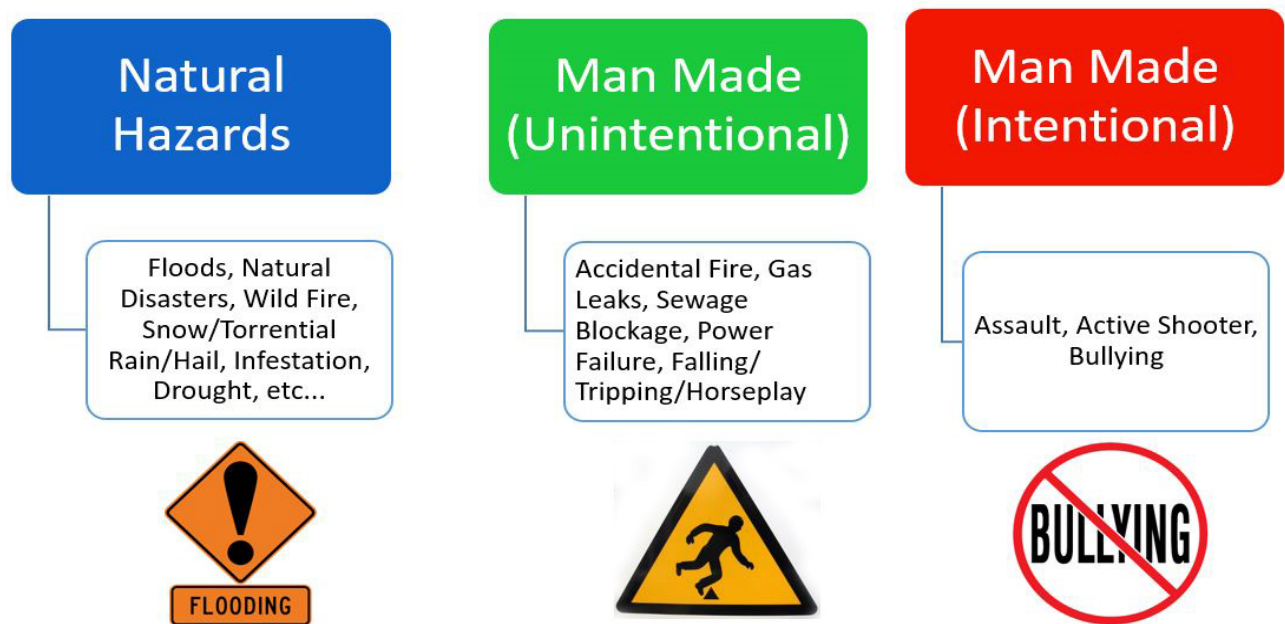 Natural
Hazards
Floods, Natural
Disasters, Wild Fire,
Snow/Torrential
Rain/Hail, Infestation,
Drought, etc...
FLOODING
Man Made
(Unintentional)
Accidental Fire, Gas
Leaks, Sewage
Blockage, Power
Failure, Falling/
Tripping/Horseplay
Man Made
(Intentional)
Assault, Active Shooter,
Bullying
BULLYING